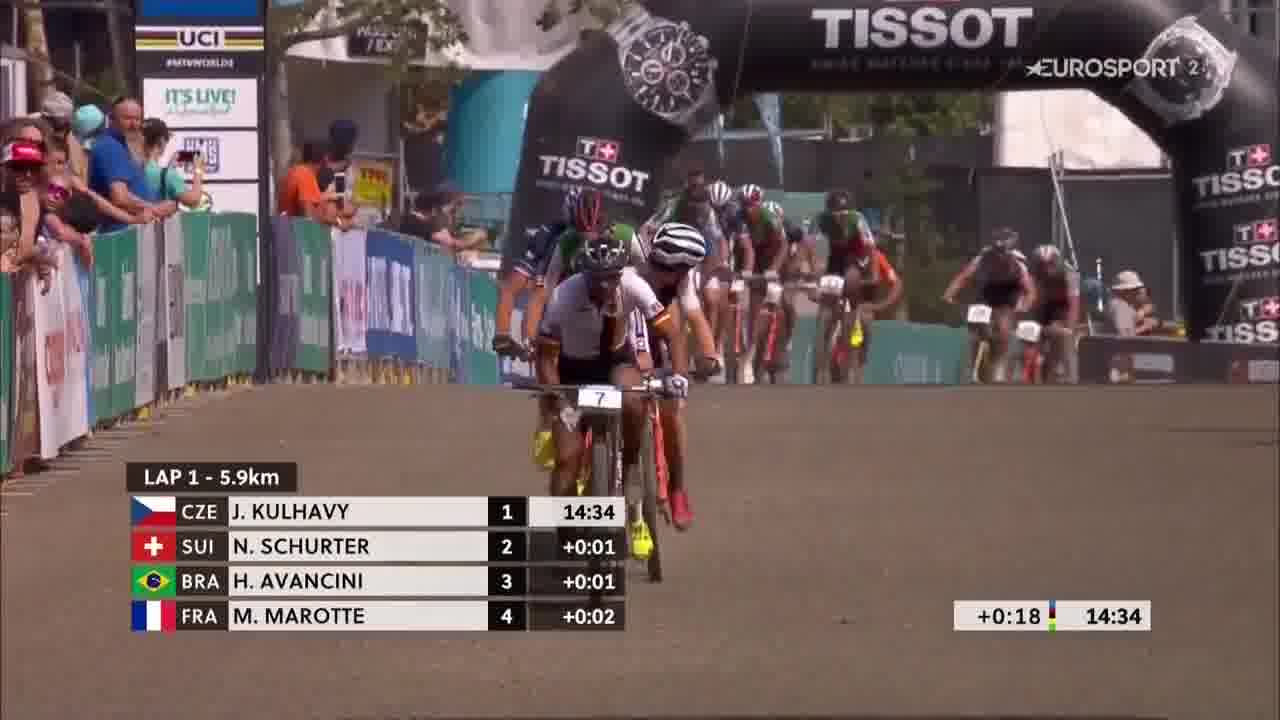 UCI
#MTBWORLDS
IT'S LIVE!
TISSOT
EUROSPORT 2
TISSOT
TISSOT
TISSOT
TISSOT
7
LAP 1 - 5.9km
CZE J. KULHAVY 1 14:34
SUI N. SCHURTER 2 +0:01
BRA H. AVANCINI 3 +0:01
FRA M. MAROTTE 4 +0:02
+0:18 14:34